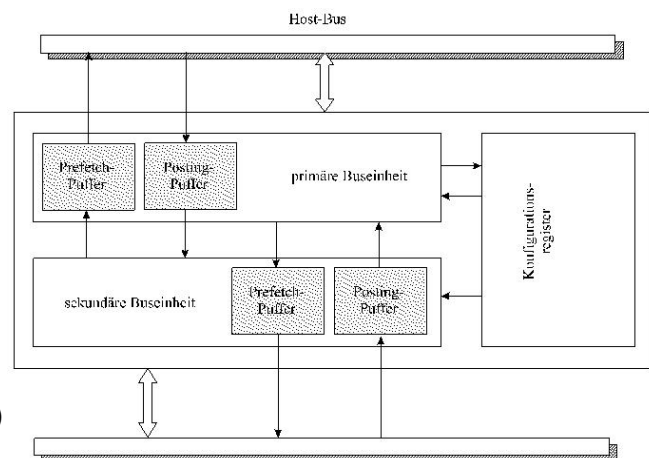 Host-Bus
Prefetch-
Puffer
Posting-
Puffer
primäre Buseinheit
Konfigurations-
register
sekundäre Buseinheit
Prefetch-
Puffer
Posting-
Puffer
)